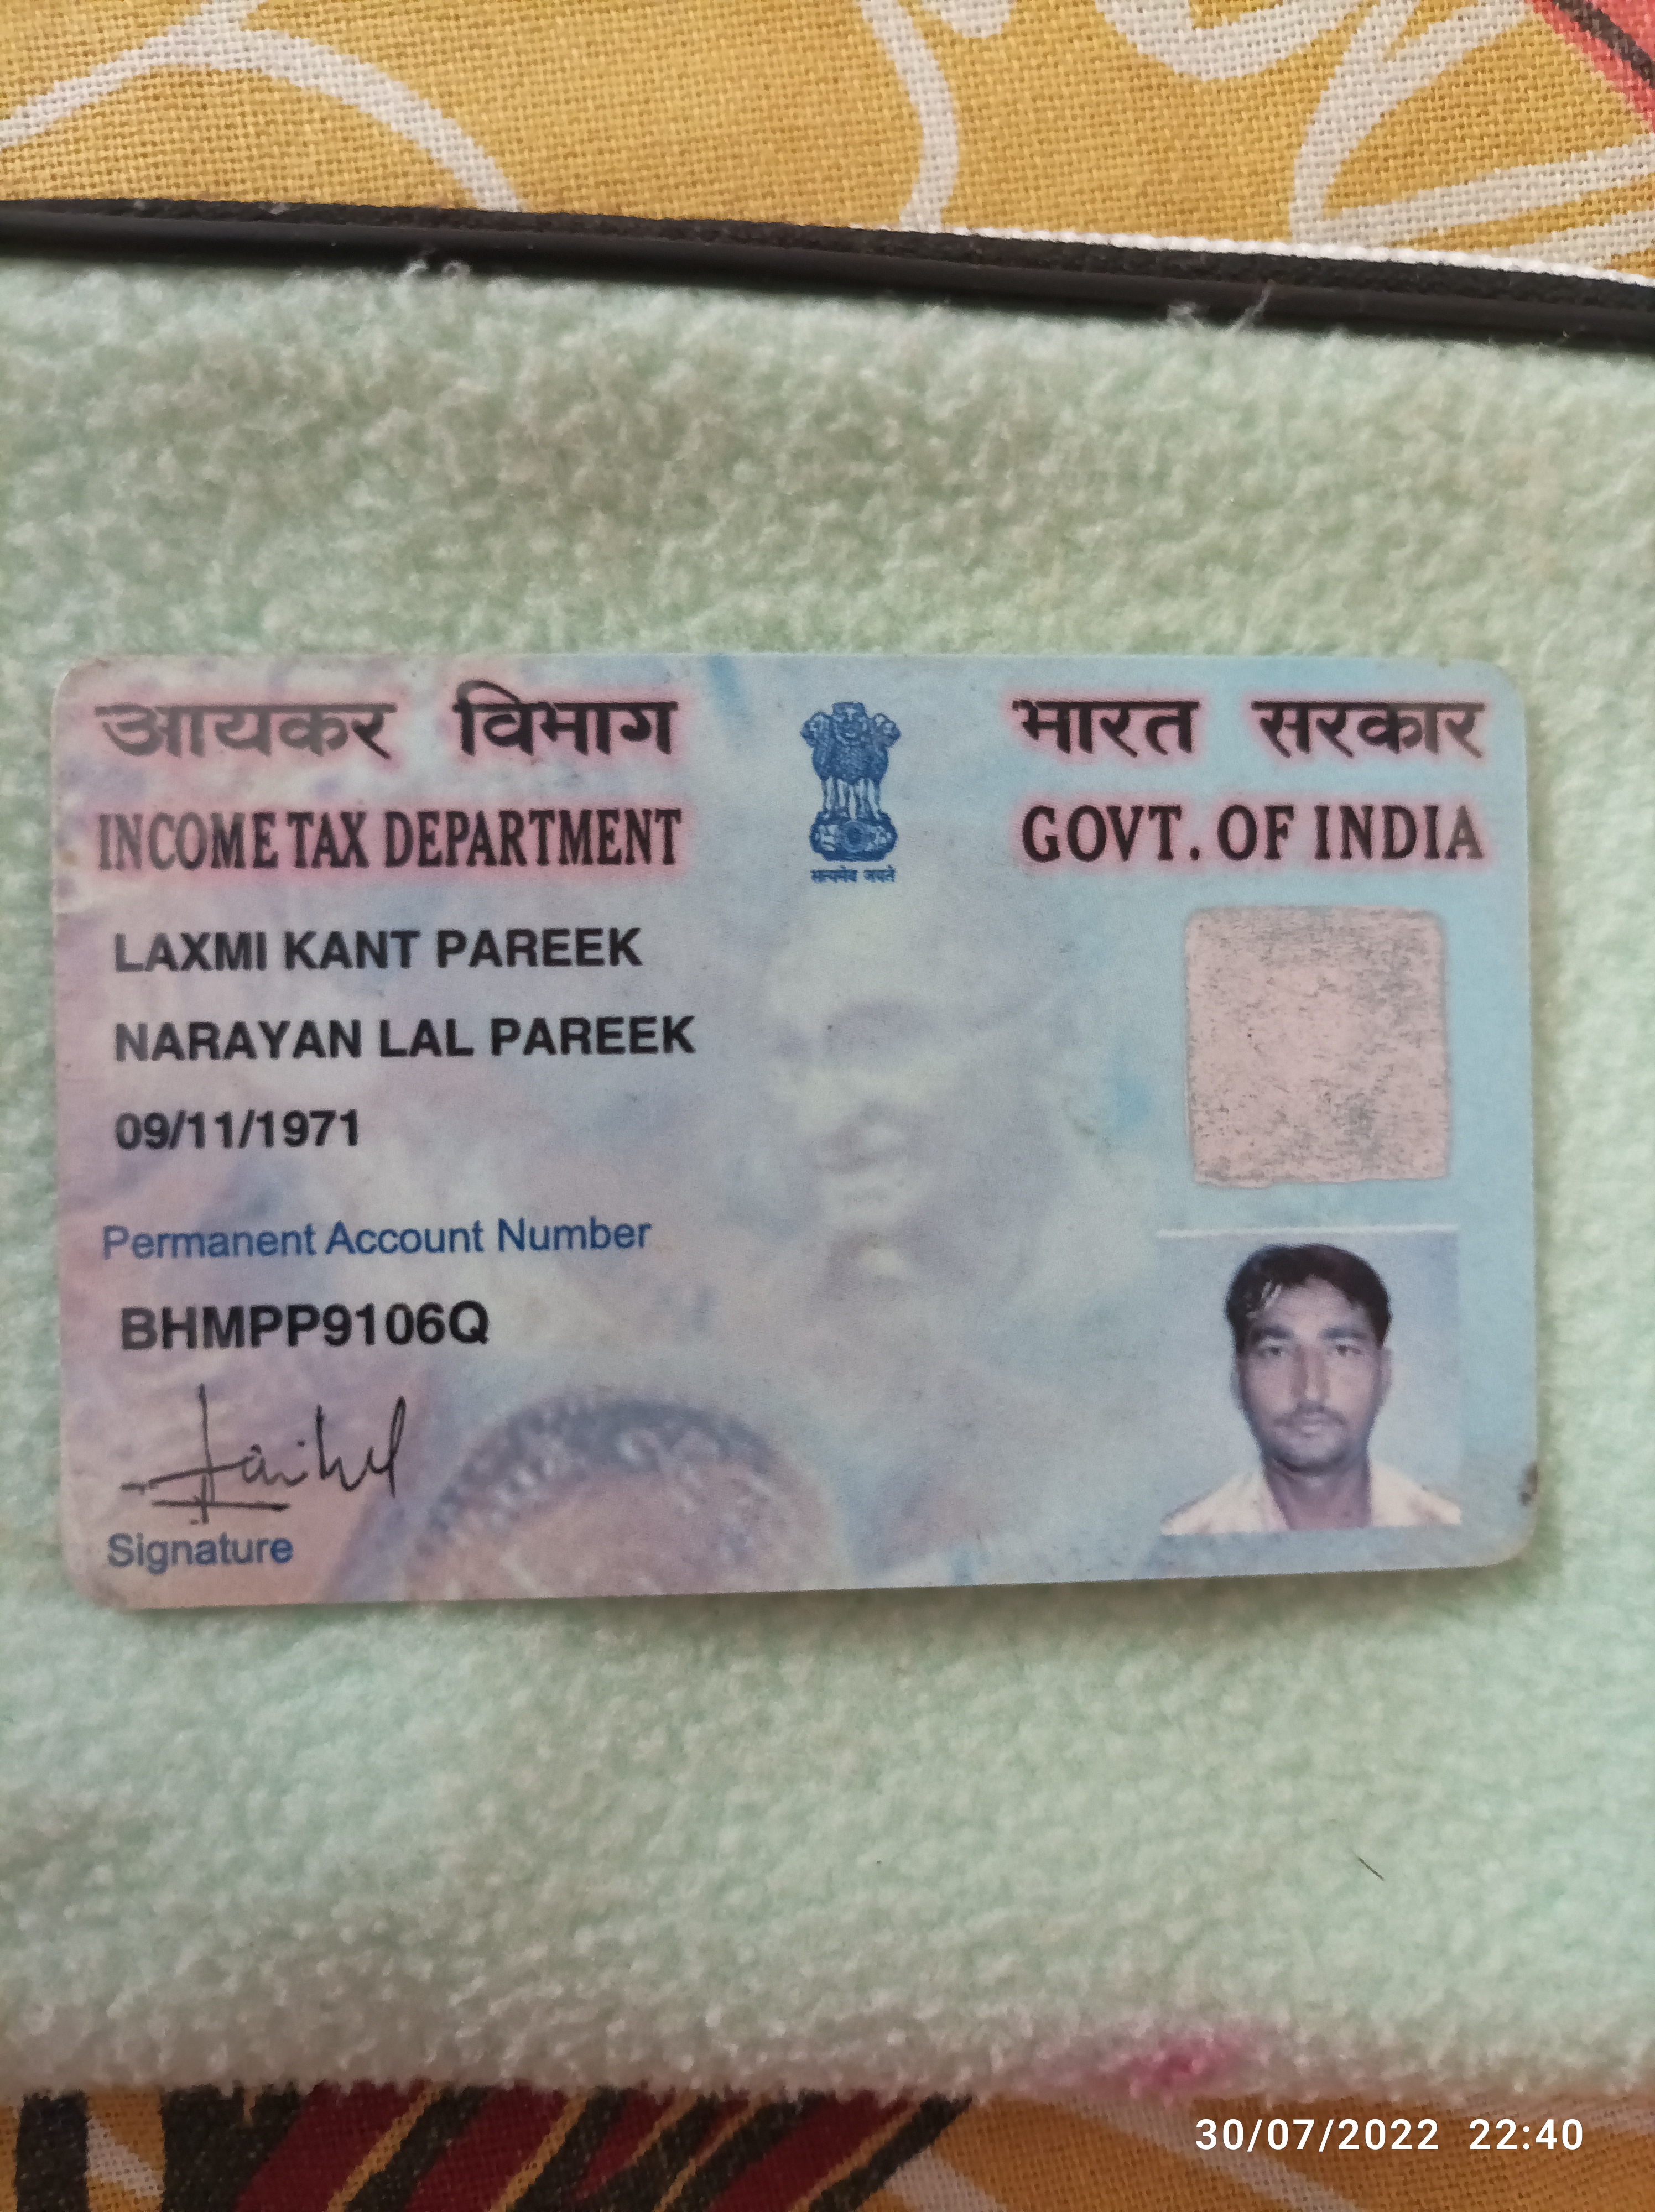 आयकर विभाग
भारत सरकार
INCOME TAX DEPARTMENT
GOVT. OF INDIA
सत्यमेव जयते
LAXMI KANT PAREEK
NARAYAN LAL PAREEK
09/11/1971
Permanent Account Number
BHMPP9106Q
Signature
30/07/2022 22:40